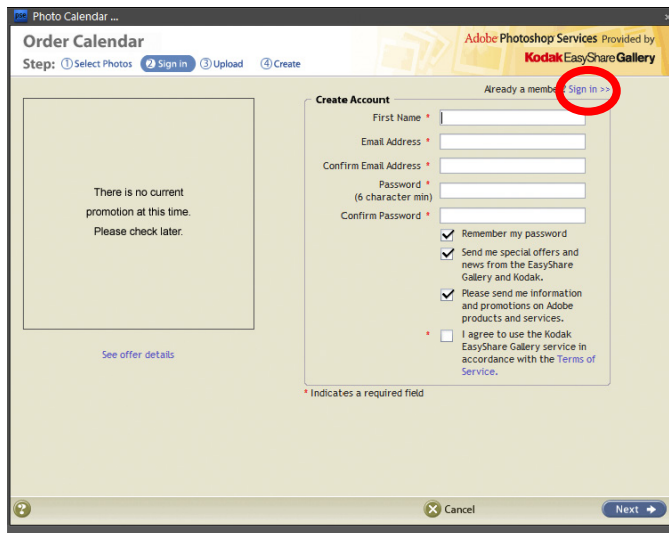 Photo Calendar ...
Order Calendar
Adobe Photoshop Services Provided by
Kodak EasyShare Gallery
Step: 1 Select Photos 2 Sign in 3 Upload 4 Create
Already a member? Sign in >>
Create Account
First Name *
Email Address *
Confirm Email Address *
Password *
(6 character min)
Confirm Password *
There is no current
promotion at this time.
Please check later.
See offer details
Remember my password
Send me special offers and
news from the EasyShare
Gallery and Kodak.
Please send me information
and promotions on Adobe
products and services.
* I agree to use the Kodak
EasyShare Gallery service in
accordance with the Terms of
Service.
* Indicates a required field
? Cancel Next